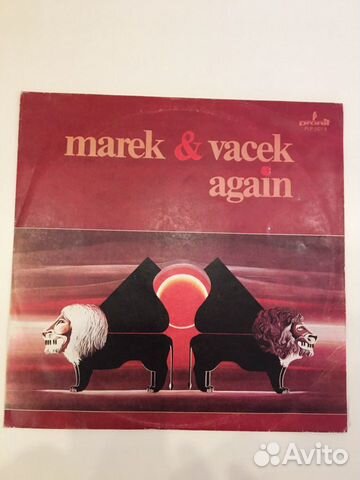 pronit
marek & vacek
again
Avito